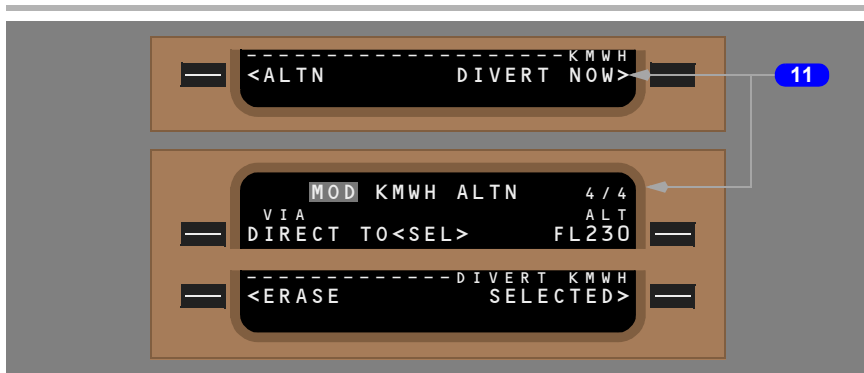 --------------------KMWH
<ALTN DIVERT NOW>
11
MOD KMWH ALTN 4/4
VIA ALT
DIRECT TO<SEL> FL230
-------------DIVERT KMWH
<ERASE SELECTED>